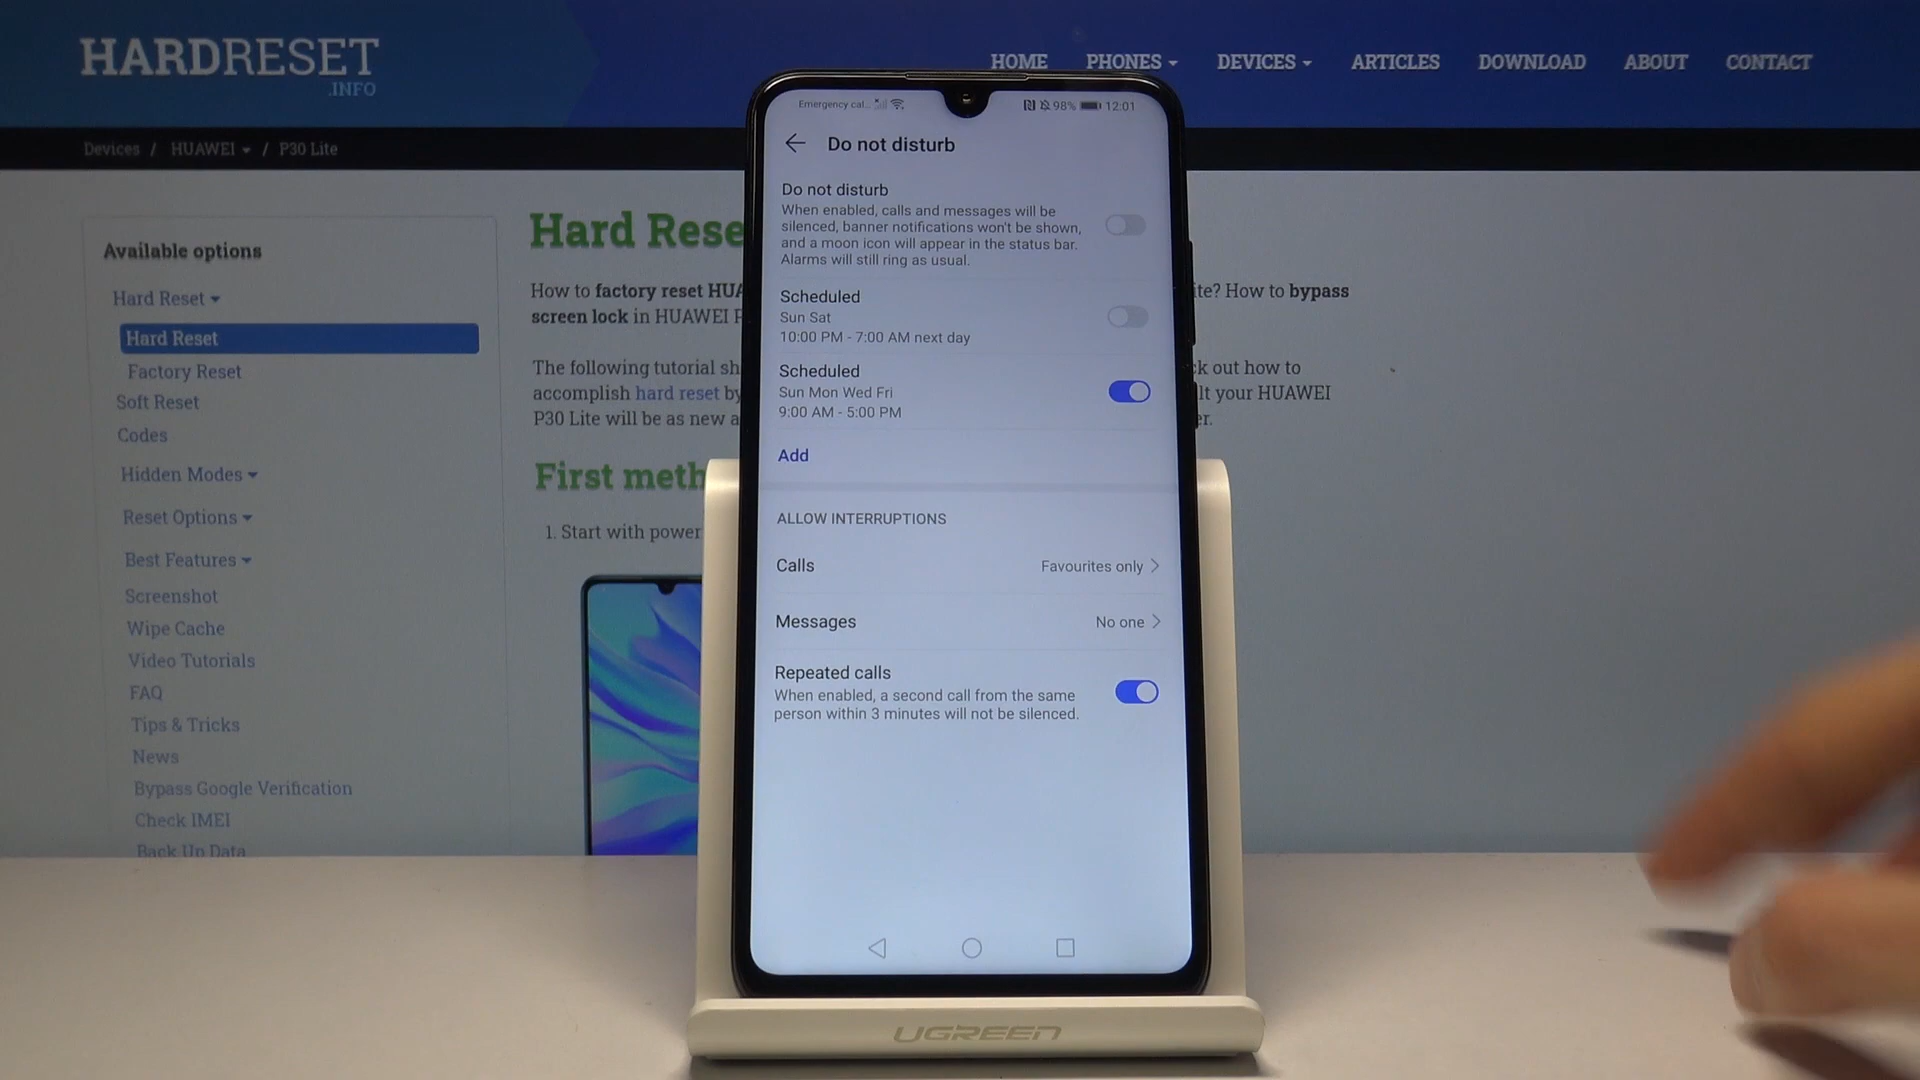 HARDRESET
.INFO
HOME PHONES DEVICES ARTICLES DOWNLOAD ABOUT CONTACT
Devices / HUAWEI / P30 Lite
Available options
Hard Reset
Hard Reset
Factory Reset
Soft Reset
Codes
Hidden Modes
Reset Options
Best Features
Screenshot
Wipe Cache
Video Tutorials
FAQ
Tips & Tricks
News
Bypass Google Verification
Check IMEI
Back Up Data
Hard Rese
How to factory reset HUA ite? How to bypass
screen lock in HUAWEI P
The following tutorial sh ck out how to
accomplish hard reset by lt your HUAWEI
P30 Lite will be as new a er.
First meth
1. Start with power
Emergency cal... 98% 12:01
Do not disturb
Do not disturb
When enabled, calls and messages will be
silenced, banner notifications won't be shown,
and a moon icon will appear in the status bar.
Alarms will still ring as usual.
Scheduled
Sun Sat
10:00 PM - 7:00 AM next day
Scheduled
Sun Mon Wed Fri
9:00 AM - 5:00 PM
Add
ALLOW INTERRUPTIONS
Calls Favourites only
Messages No one
Repeated calls
When enabled, a second call from the same
person within 3 minutes will not be silenced.
UGREEN